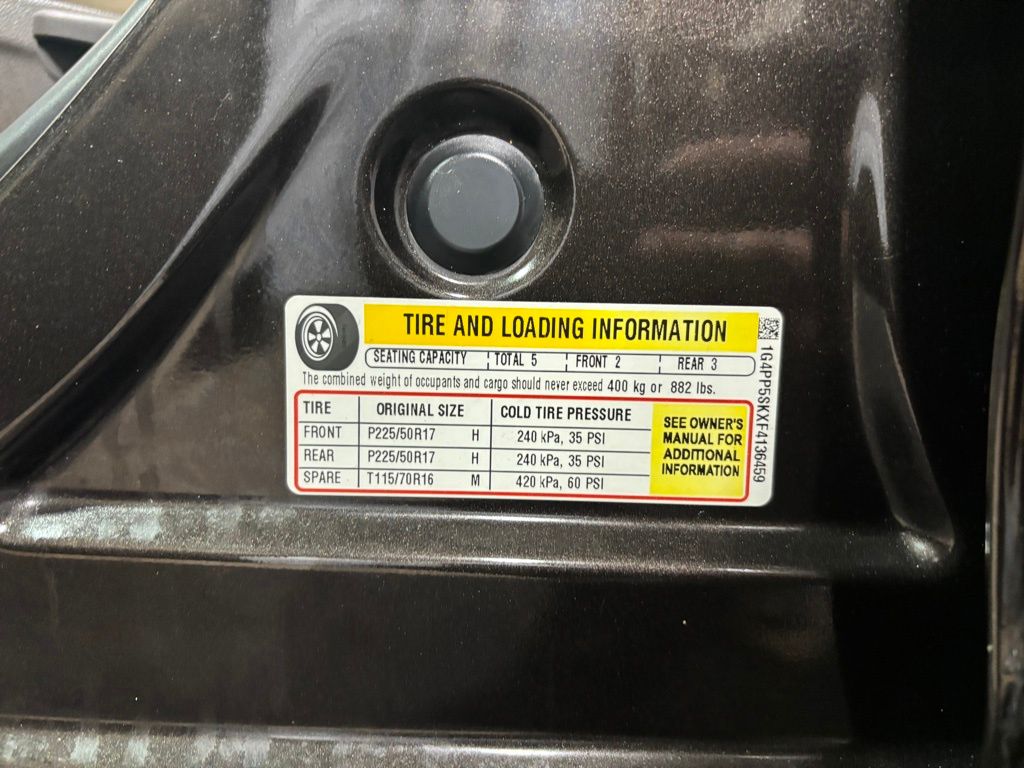 TIRE AND LOADING INFORMATION
SEATING CAPACITY TOTAL 5 FRONT 2 REAR 3
The combined weight of occupants and cargo should never exceed 400 kg or 882 lbs.
TIRE ORIGINAL SIZE COLD TIRE PRESSURE
FRONT P225/50R17 H 240 kPa, 35 PSI
REAR P225/50R17 H 240 kPa, 35 PSI
SPARE T115/70R16 M 420 kPa, 60 PSI
SEE OWNER'S
MANUAL FOR
ADDITIONAL
INFORMATION
1G4PP5SKXF4136459